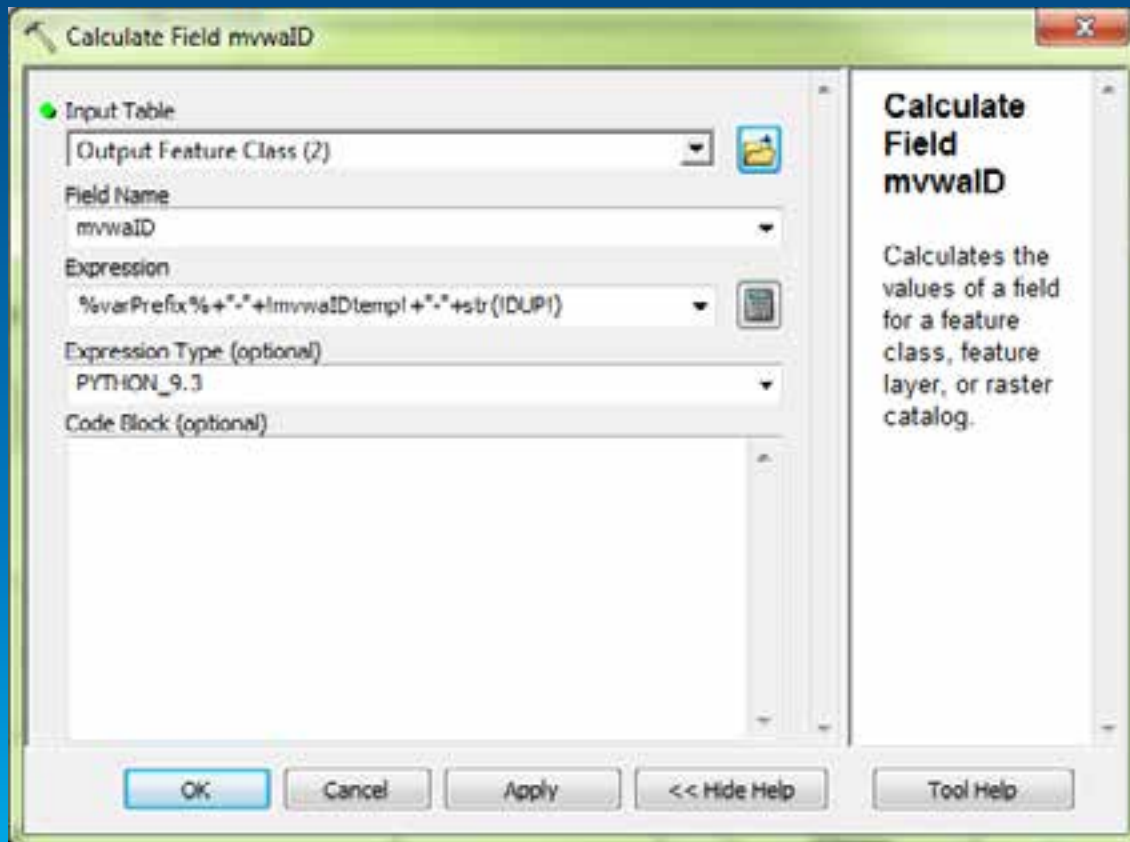 Calculate Field mvwaID
Input Table
Output Feature Class (2)
Field Name
mvwaID
Expression
%varPrefix%+"-"+!mvwaIDtemp!+"-"+str(!DUP!)
Expression Type (optional)
PYTHON_9.3
Code Block (optional)
OK
Cancel
Apply
<< Hide Help
Tool Help
Calculate
Field
mvwaID
Calculates the
values of a field
for a feature
class, feature
layer, or raster
catalog.